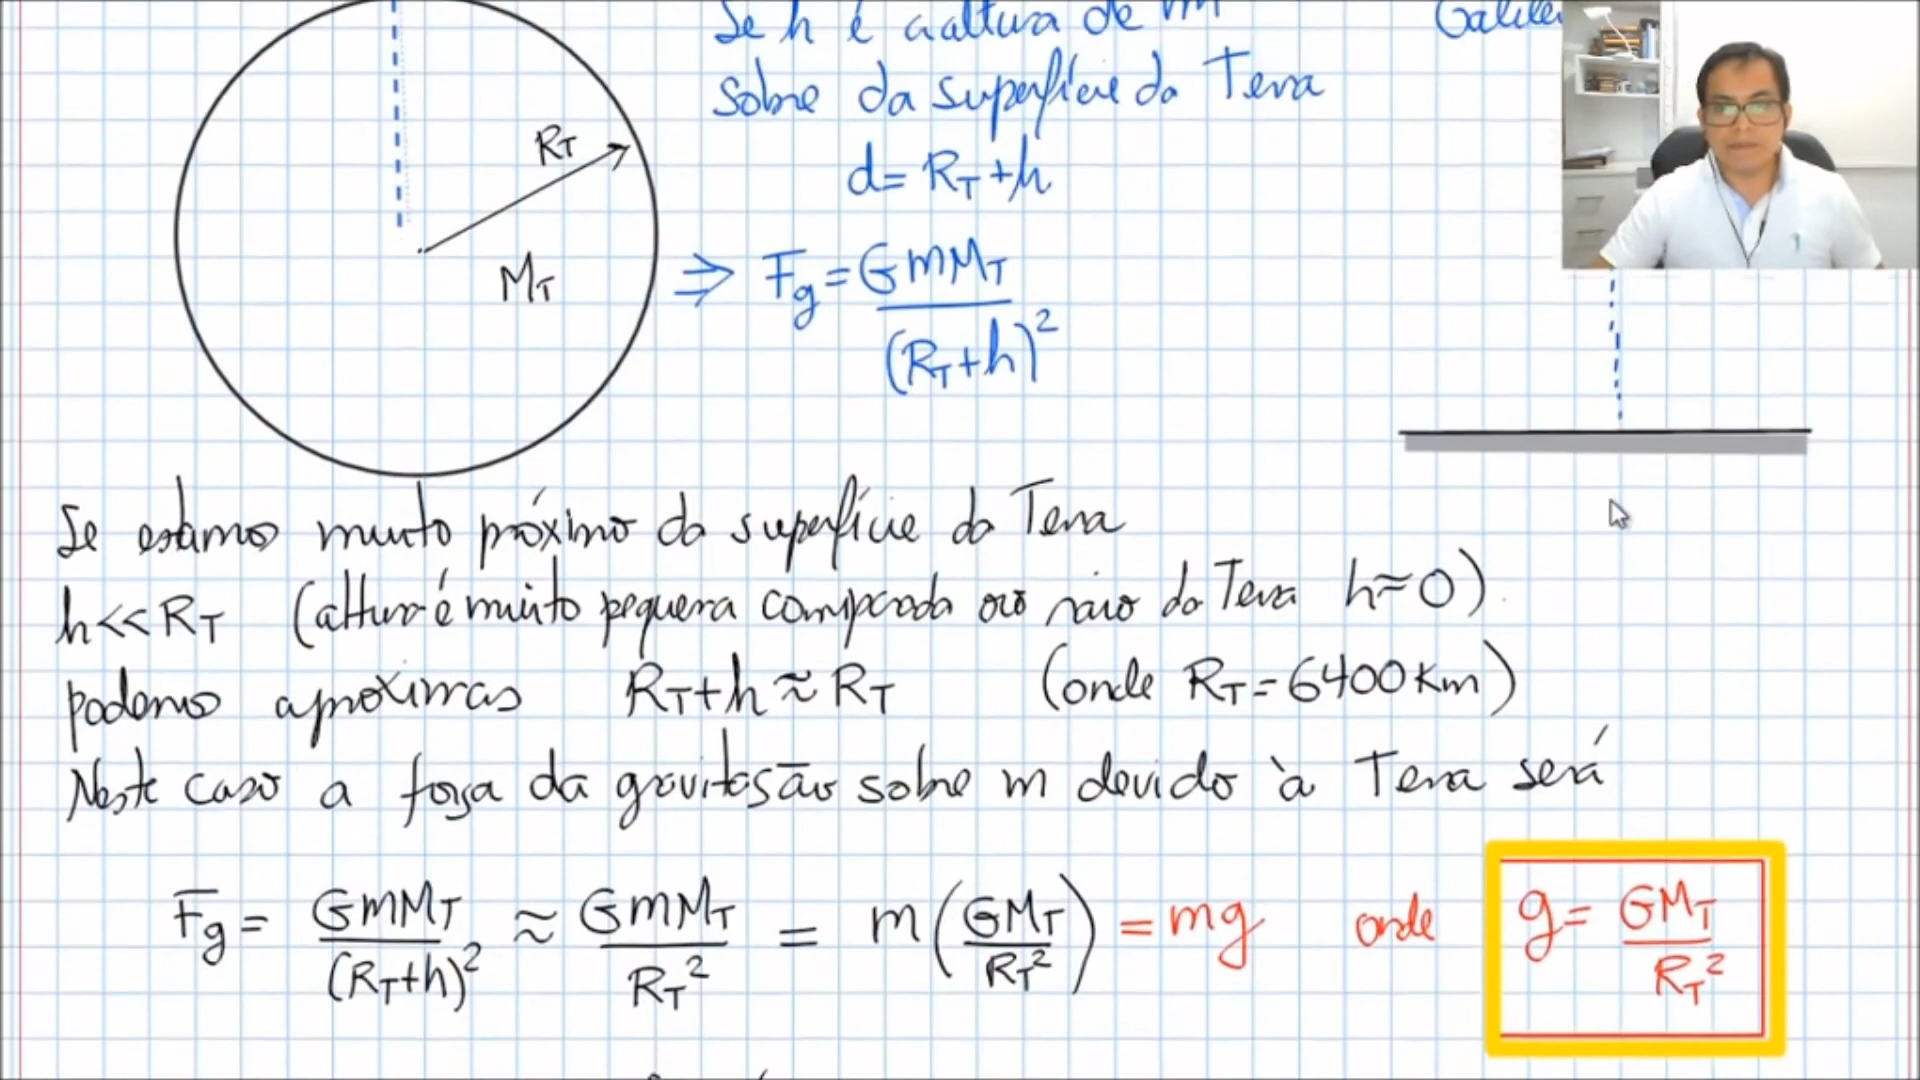 Se h é a altura de m
sobre da superfície da Terra
Galile
d = R_T + h
R_T
M_T
⇒ F_g = GmM_T / (R_T + h)²
Se estamos muito próximo da superfície da Terra
h << R_T (altura é muito pequena comparada ao raio da Terra h ≈ 0).
podemos aproximar R_T + h ≈ R_T (onde R_T = 6400 Km)
Neste caso a força da gravitação sobre m devido à Terra será
F_g = GmM_T / (R_T + h)² ≈ GmM_T / R_T² = m (GM_T / R_T²) = mg onde g = GM_T / R_T²